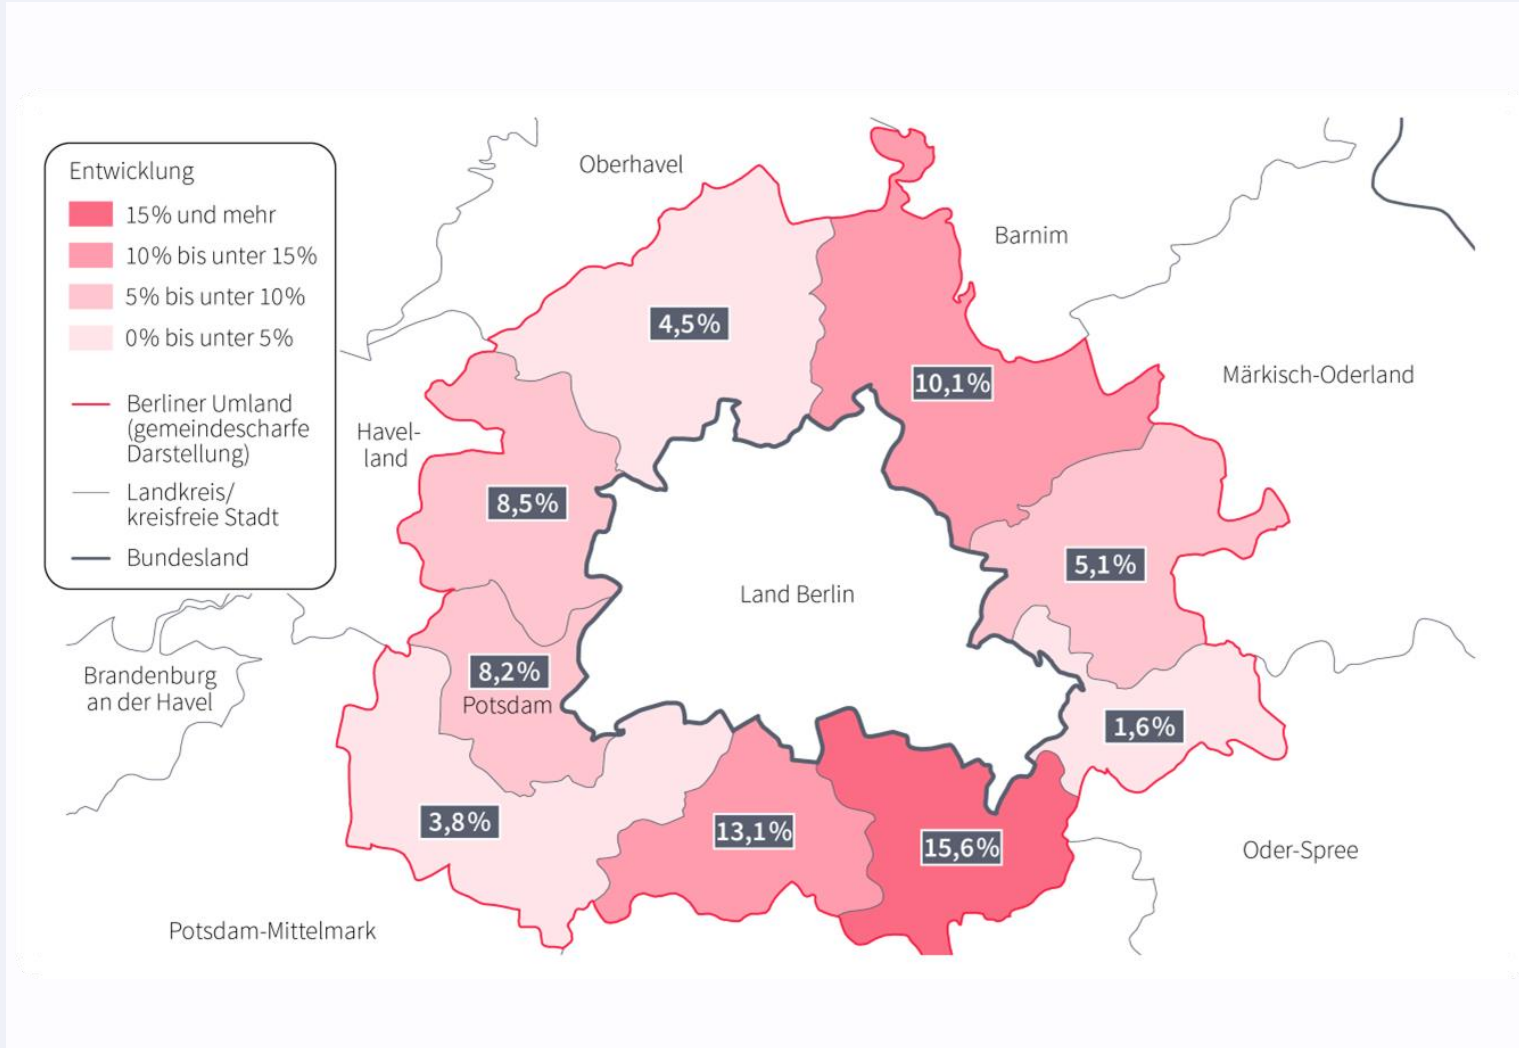 Entwicklung
15% und mehr
10% bis unter 15%
5% bis unter 10%
0% bis unter 5%
Berliner Umland
(gemeindescharfe
Darstellung)
Landkreis/
kreisfreie Stadt
Bundesland
Oberhavel
Barnim
4,5%
10,1%
Märkisch-Oderland
Havel-
land
8,5%
5,1%
Land Berlin
8,2%
Potsdam
Brandenburg
an der Havel
1,6%
3,8%
13,1%
15,6%
Oder-Spree
Potsdam-Mittelmark